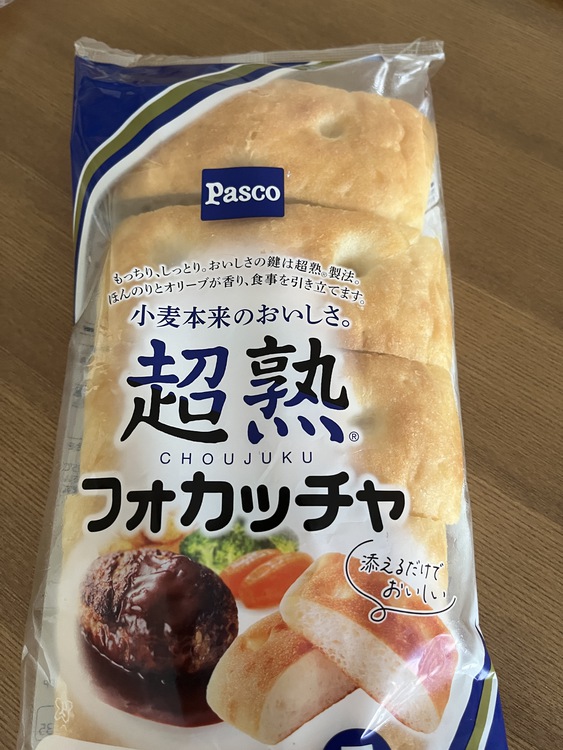 Pasco
もっちり、しっとり。おいしさの鍵は超熟。製法。
ほんのりとオリーブが香り、食事を引き立てます。
小麦本来のおいしさ。
超熟®
CHOUJUKU
フォカッチャ
添えるだけで
おいしい